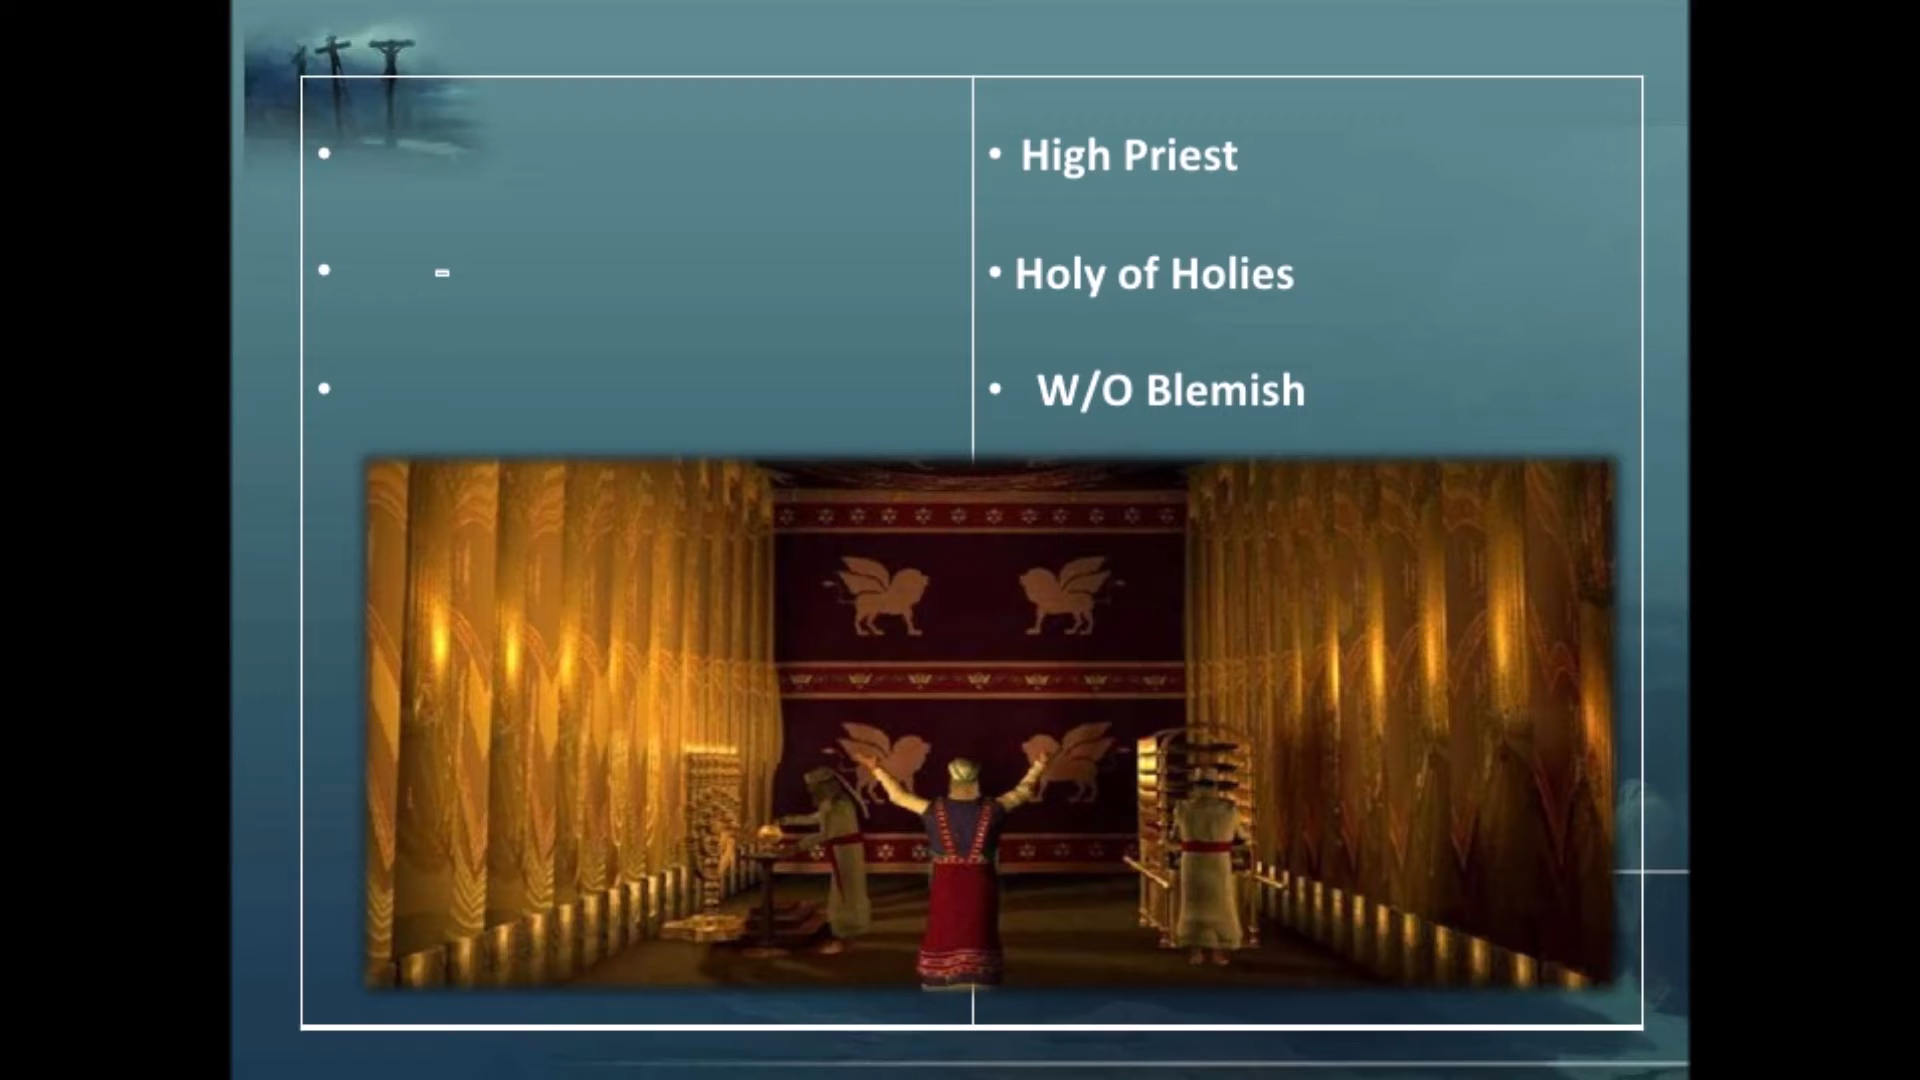 •
• High Priest
• -
• Holy of Holies
•
• W/O Blemish